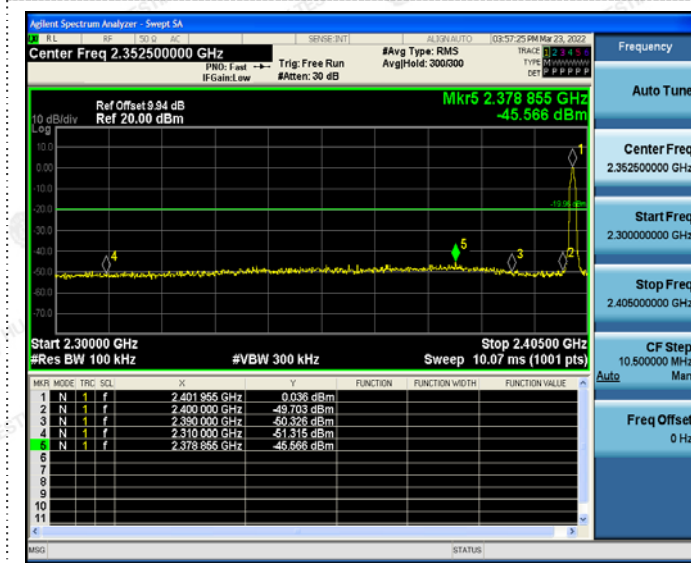 Agilent Spectrum Analyzer - Swept SA
RL RF 50 Ω AC SENSE:INT ALIGN AUTO 03:57:25 PM Mar 23, 2022
Center Freq 2.352500000 GHz #Avg Type: RMS TRACE 1 2 3 4 5 6
PNO: Fast Trig: Free Run Avg|Hold: 300/300 TYPE M W W W W W
IFGain:Low #Atten: 30 dB DET P P P P P P
Mkr5 2.378 855 GHz
-45.566 dBm
Ref Offset 9.94 dB
10 dB/div Ref 20.00 dBm
Log
10.0
0.00
-10.0
-20.0
-30.0
-40.0
-50.0
-60.0
-70.0
1
2
3
4
5
Start 2.30000 GHz Stop 2.40500 GHz
#Res BW 100 kHz #VBW 300 kHz Sweep 10.07 ms (1001 pts)
MKR MODE TRC SCL X Y FUNCTION FUNCTION WIDTH FUNCTION VALUE
1 N 1 f 2.401 955 GHz 0.036 dBm
2 N 1 f 2.400 000 GHz -49.703 dBm
3 N 1 f 2.390 000 GHz -50.326 dBm
4 N 1 f 2.310 000 GHz -51.315 dBm
5 N 1 f 2.378 855 GHz -45.566 dBm
6
7
8
9
10
11
MSG STATUS
Frequency
Auto Tune
Center Freq
2.352500000 GHz
Start Freq
2.300000000 GHz
Stop Freq
2.405000000 GHz
CF Step
10.500000 MHz
Auto Man
Freq Offset
0 Hz